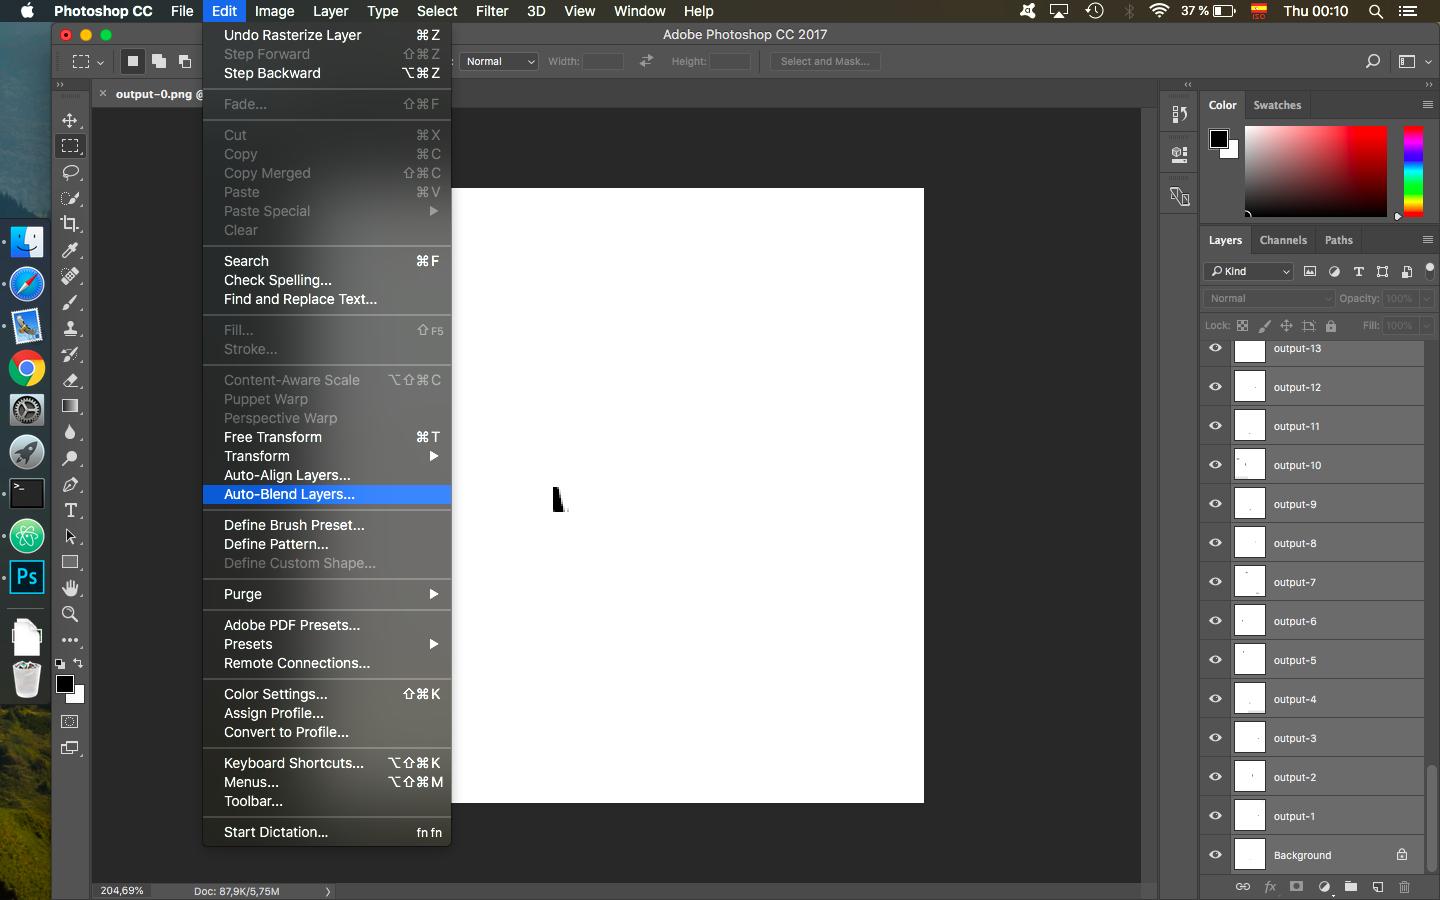 Photoshop CC File Edit Image Layer Type Select Filter 3D View Window Help 37 % ISO Thu 00:10
Adobe Photoshop CC 2017
Normal Width: Height: Select and Mask...
output-0.png @
Undo Rasterize Layer ⌘Z
Step Forward ⇧⌘Z
Step Backward ⌥⌘Z
Fade... ⇧⌘F
Cut ⌘X
Copy ⌘C
Copy Merged ⇧⌘C
Paste ⌘V
Paste Special
Clear
Search ⌘F
Check Spelling...
Find and Replace Text...
Fill... ⇧F5
Stroke...
Content-Aware Scale ⌥⇧⌘C
Puppet Warp
Perspective Warp
Free Transform ⌘T
Transform
Auto-Align Layers...
Auto-Blend Layers...
Define Brush Preset...
Define Pattern...
Define Custom Shape...
Purge
Adobe PDF Presets...
Presets
Remote Connections...
Color Settings... ⇧⌘K
Assign Profile...
Convert to Profile...
Keyboard Shortcuts... ⌥⇧⌘K
Menus... ⌥⇧⌘M
Toolbar...
Start Dictation... fn fn
Color Swatches
Layers Channels Paths
Kind
Normal Opacity: 100%
Lock: Fill: 100%
output-13
output-12
output-11
output-10
output-9
output-8
output-7
output-6
output-5
output-4
output-3
output-2
output-1
Background
fx
Ps
204,69% Doc: 87,9K/5,75M